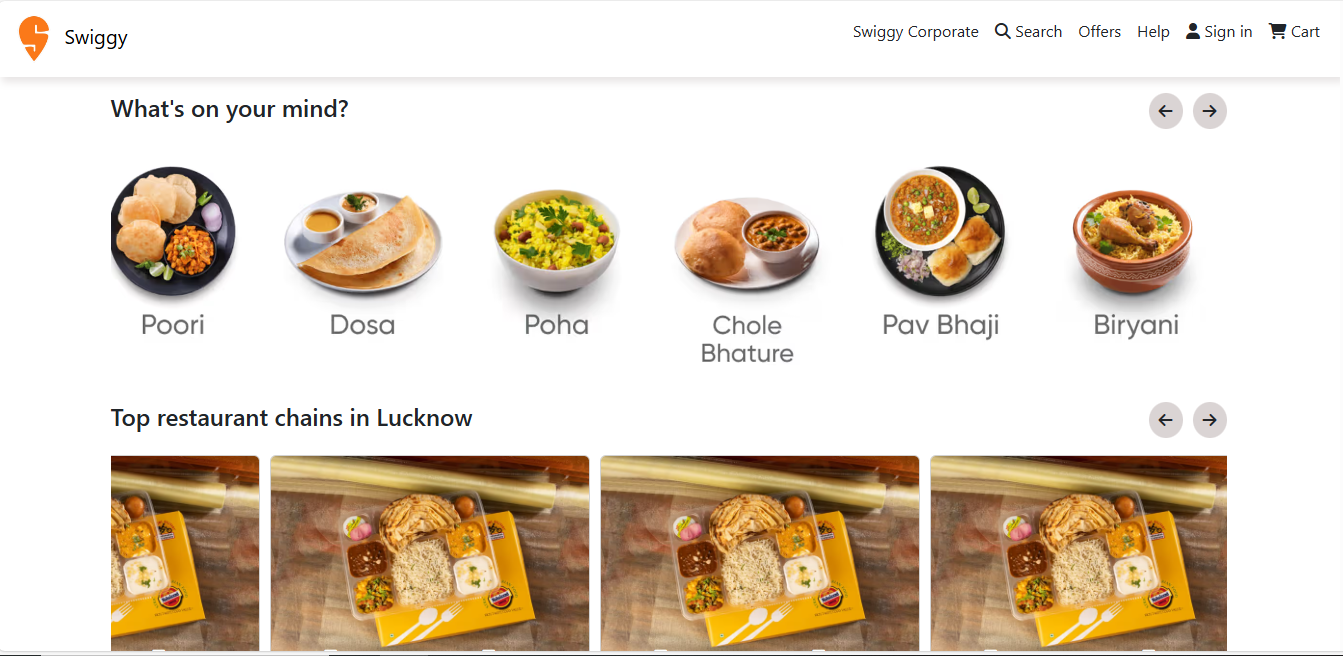 Swiggy
Swiggy Corporate Search Offers Help Sign in Cart
What's on your mind?
Poori Dosa Poha Chole Bhature Pav Bhaji Biryani
Top restaurant chains in Lucknow